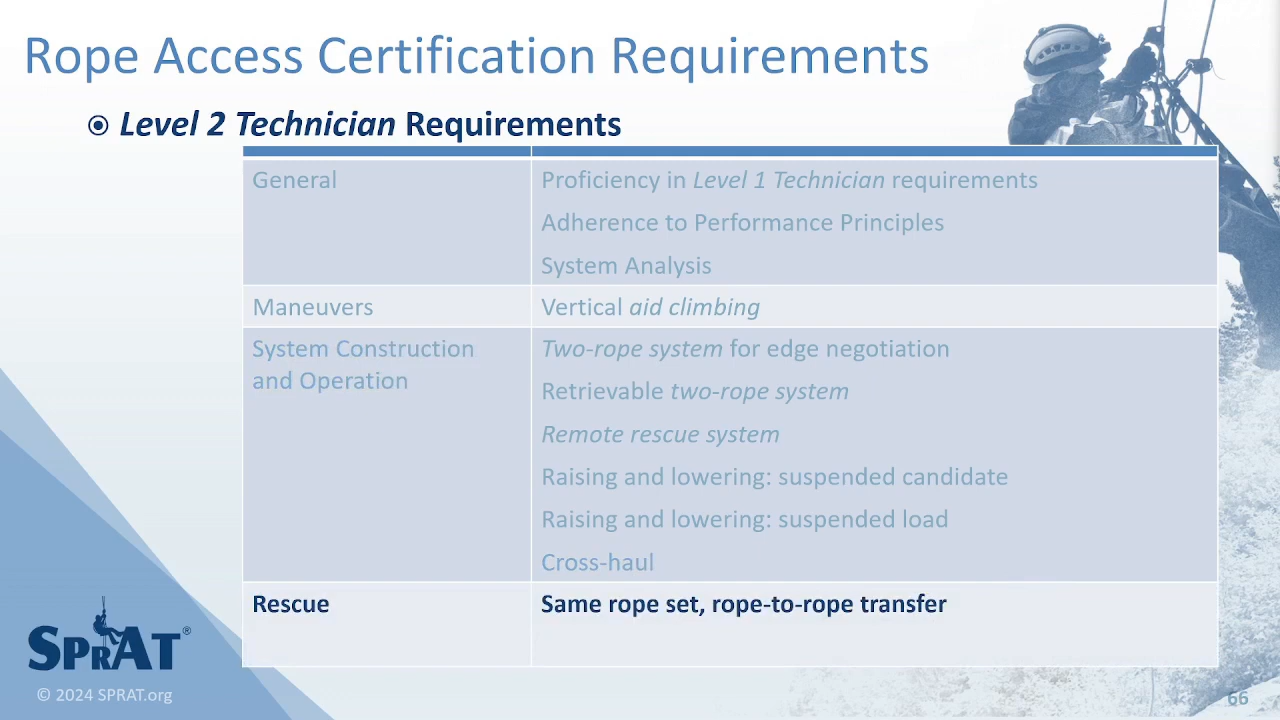 Rope Access Certification Requirements
Level 2 Technician Requirements
General
Proficiency in Level 1 Technician requirements
Adherence to Performance Principles
System Analysis
Maneuvers
Vertical aid climbing
System Construction
and Operation
Two-rope system for edge negotiation
Retrievable two-rope system
Remote rescue system
Raising and lowering: suspended candidate
Raising and lowering: suspended load
Cross-haul
Rescue
Same rope set, rope-to-rope transfer
SPRAT®
© 2024 SPRAT.org
66